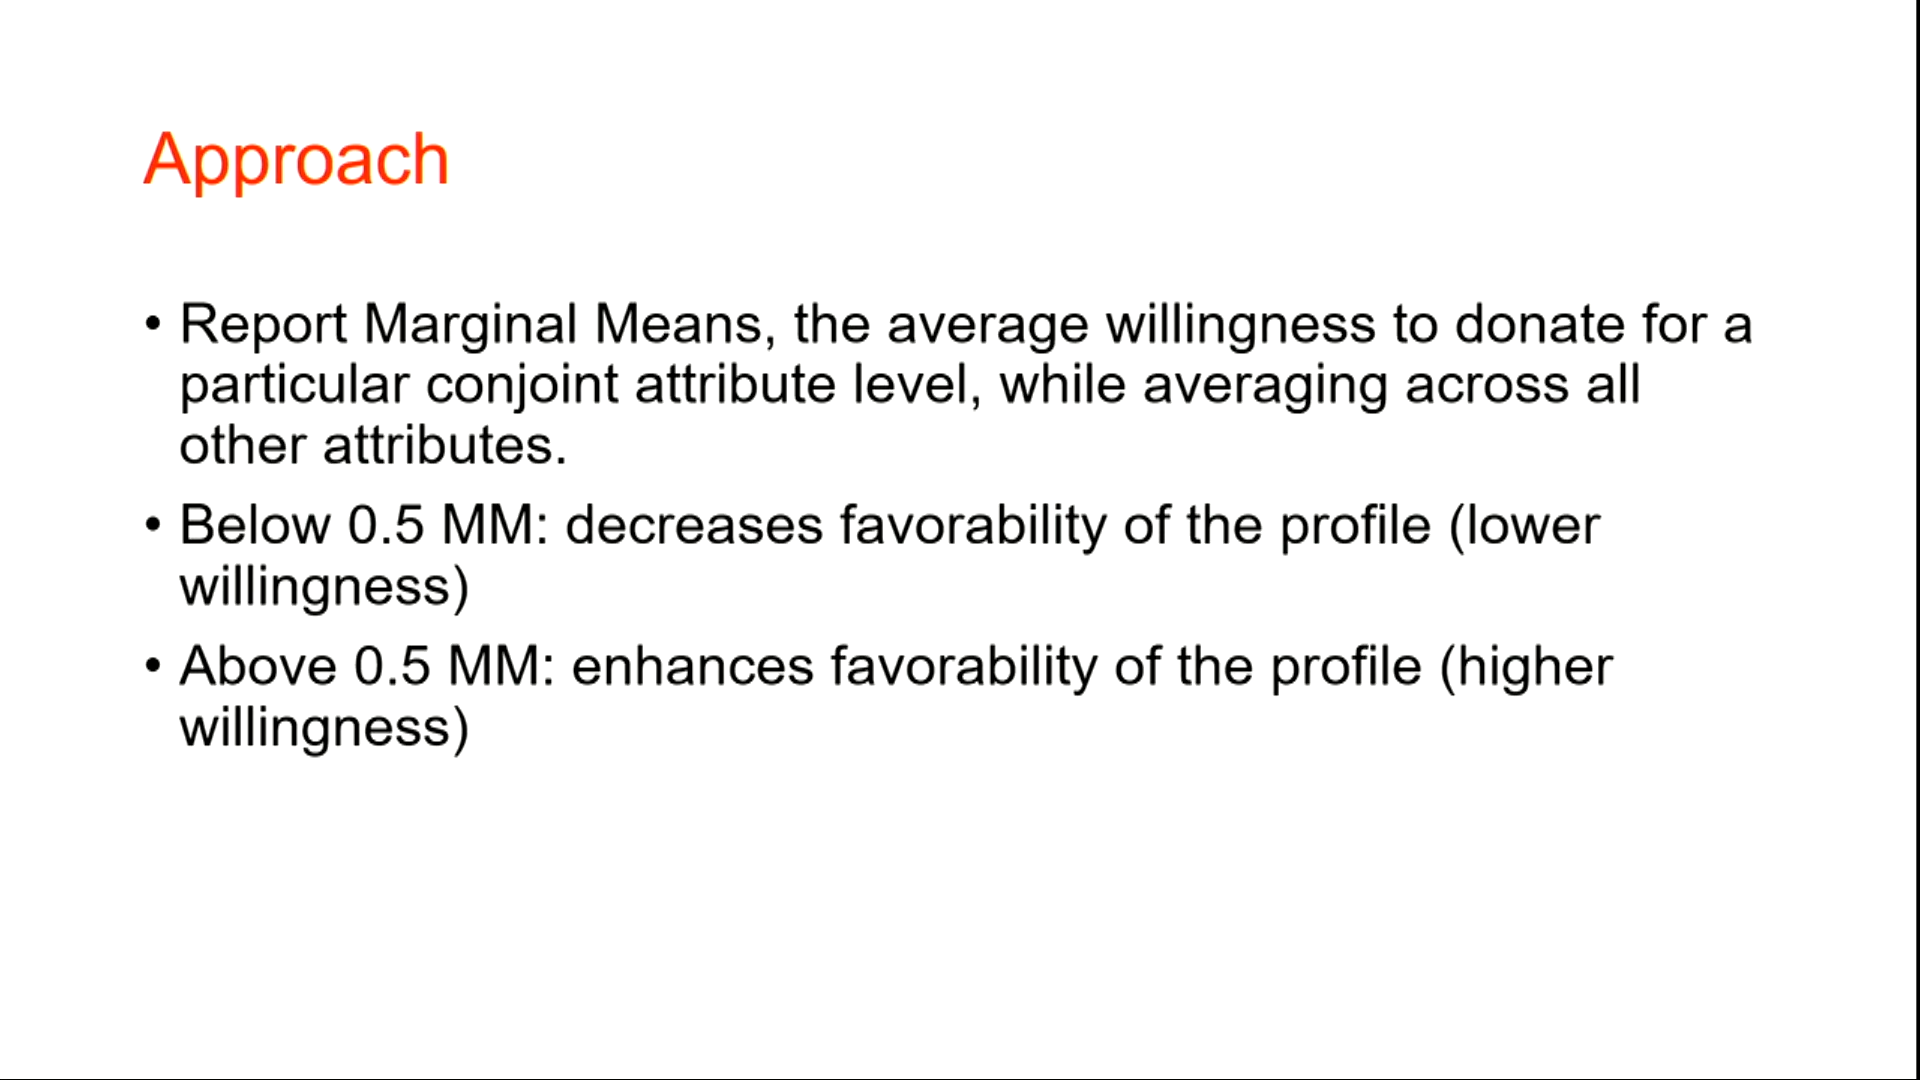 Approach
• Report Marginal Means, the average willingness to donate for a
particular conjoint attribute level, while averaging across all
other attributes.
• Below 0.5 MM: decreases favorability of the profile (lower
willingness)
• Above 0.5 MM: enhances favorability of the profile (higher
willingness)